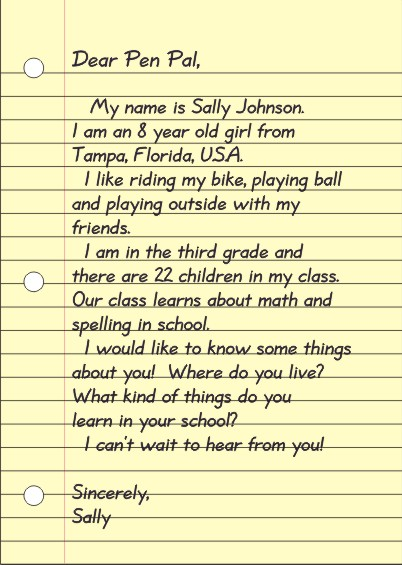 Dear Pen Pal,
My name is Sally Johnson.
I am an 8 year old girl from
Tampa, Florida, U.S.A.
I like riding my bike, playing ball
and playing outside with my
friends.
I am in the third grade and
there are 22 children in my class.
Our class learns about math and
spelling in school.
I would like to know some things
about you! Where do you live?
What kind of things do you
learn in your school?
I can't wait to hear from you!
Sincerely,
Sally